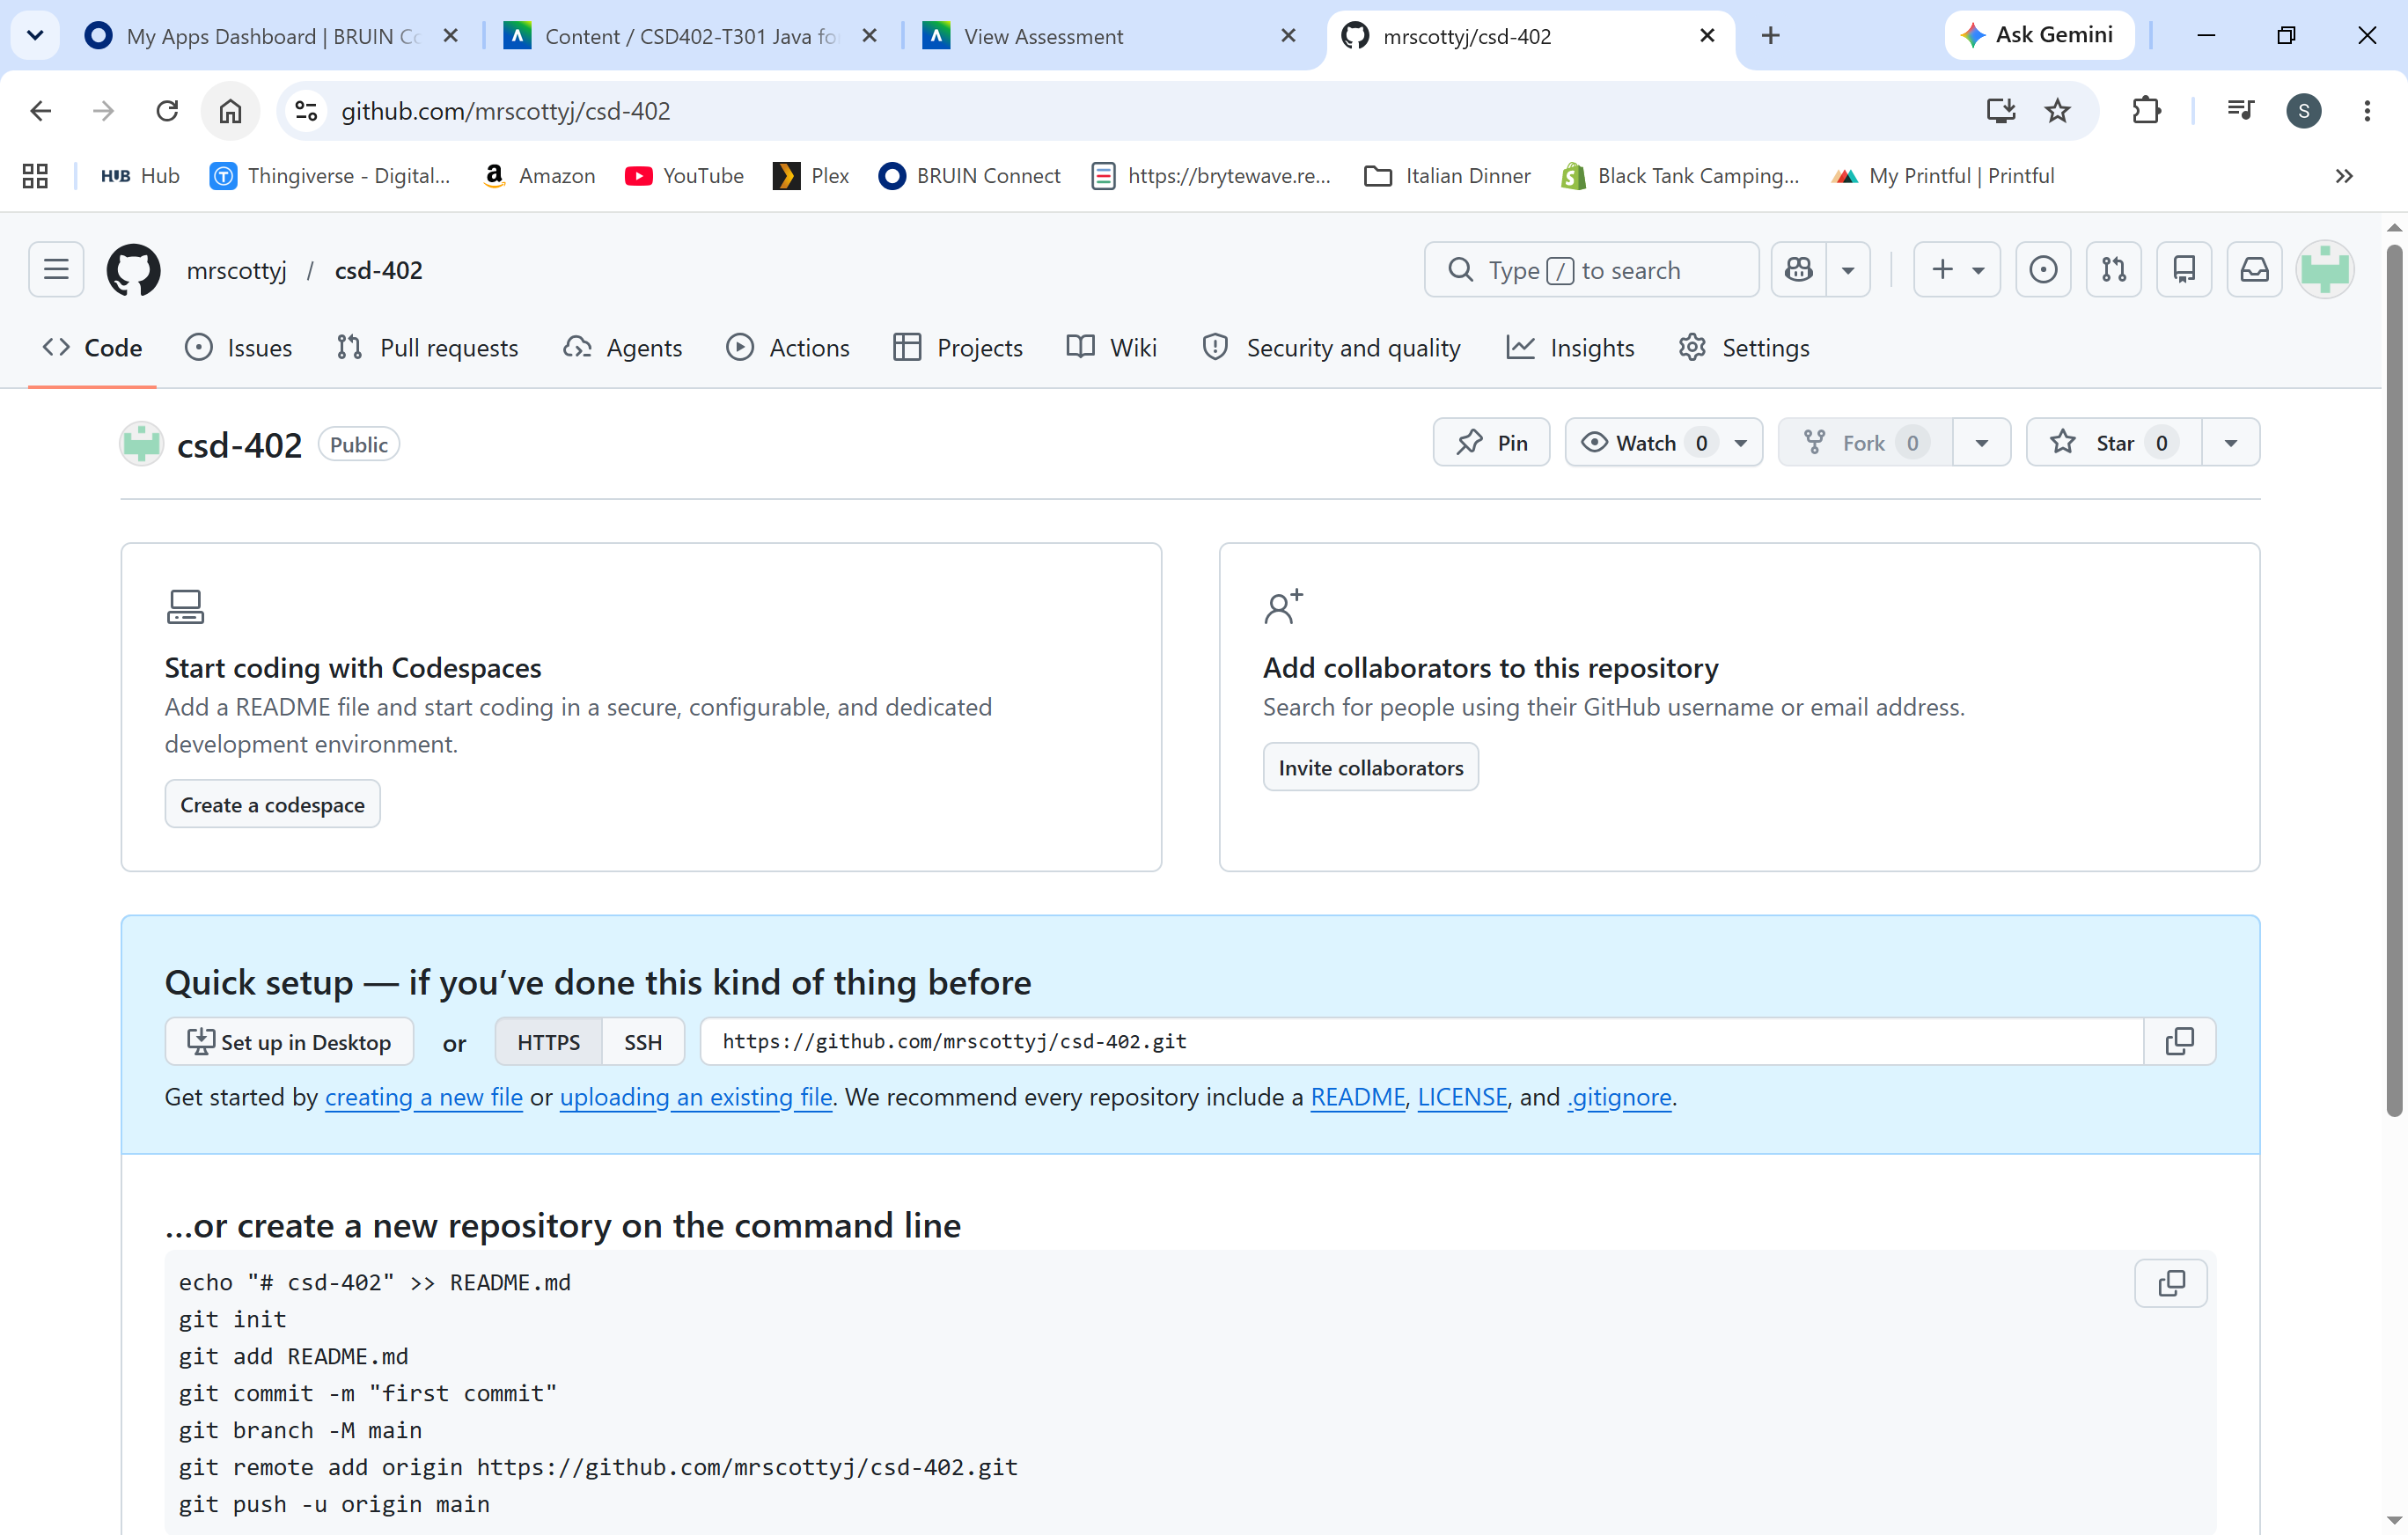 My Apps Dashboard | BRUIN Co
Content / CSD402-T301 Java fo
View Assessment
mrscottyj/csd-402
Ask Gemini
github.com/mrscottyj/csd-402
S
HUB Hub
Thingiverse - Digital...
Amazon
YouTube
Plex
BRUIN Connect
https://brytewave.re...
Italian Dinner
Black Tank Camping...
My Printful | Printful
mrscottyj / csd-402
Type / to search
Code
Issues
Pull requests
Agents
Actions
Projects
Wiki
Security and quality
Insights
Settings
csd-402 Public
Pin
Watch 0
Fork 0
Star 0
Start coding with Codespaces
Add a README file and start coding in a secure, configurable, and dedicated
development environment.
Create a codespace
Add collaborators to this repository
Search for people using their GitHub username or email address.
Invite collaborators
Quick setup — if you’ve done this kind of thing before
Set up in Desktop or HTTPS SSH https://github.com/mrscottyj/csd-402.git
Get started by creating a new file or uploading an existing file. We recommend every repository include a README, LICENSE, and .gitignore.
…or create a new repository on the command line
echo "# csd-402" >> README.md
git init
git add README.md
git commit -m "first commit"
git branch -M main
git remote add origin https://github.com/mrscottyj/csd-402.git
git push -u origin main